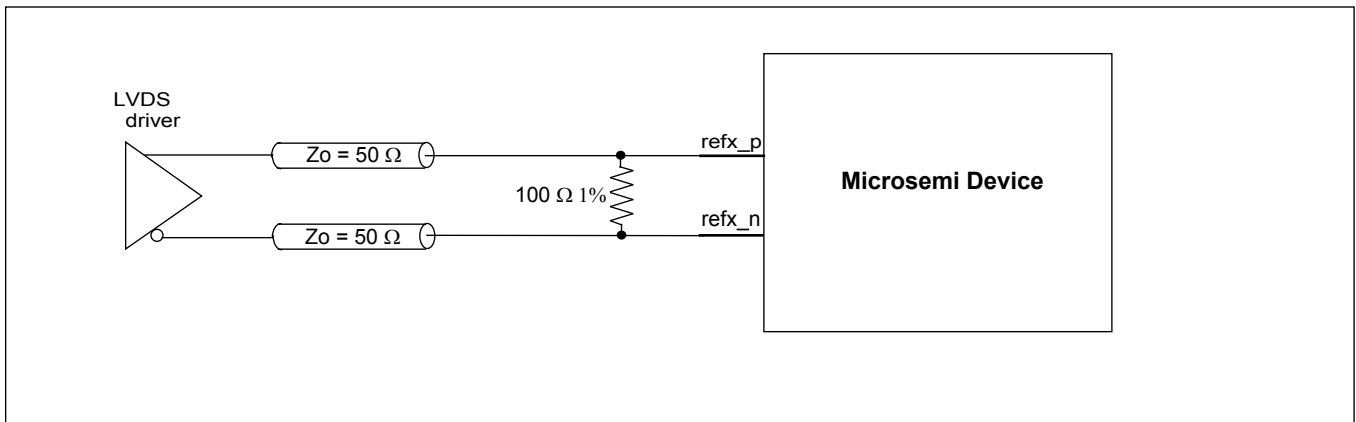 LVDS
driver
Zo = 50 Ω
refx_p
100 Ω 1%
Microsemi Device
refx_n
Zo = 50 Ω